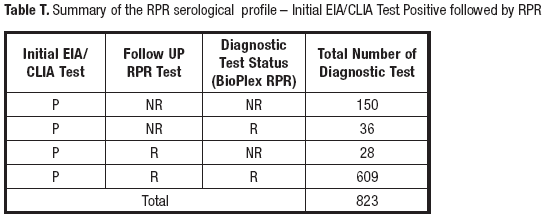 Table T. Summary of the RPR serological profile – Initial EIA/CLIA Test Positive followed by RPR
Initial EIA/ CLIA Test | Follow UP RPR Test | Diagnostic Test Status (BioPlex RPR) | Total Number of Diagnostic Test
P | NR | NR | 150
P | NR | R | 36
P | R | NR | 28
P | R | R | 609
Total | 823